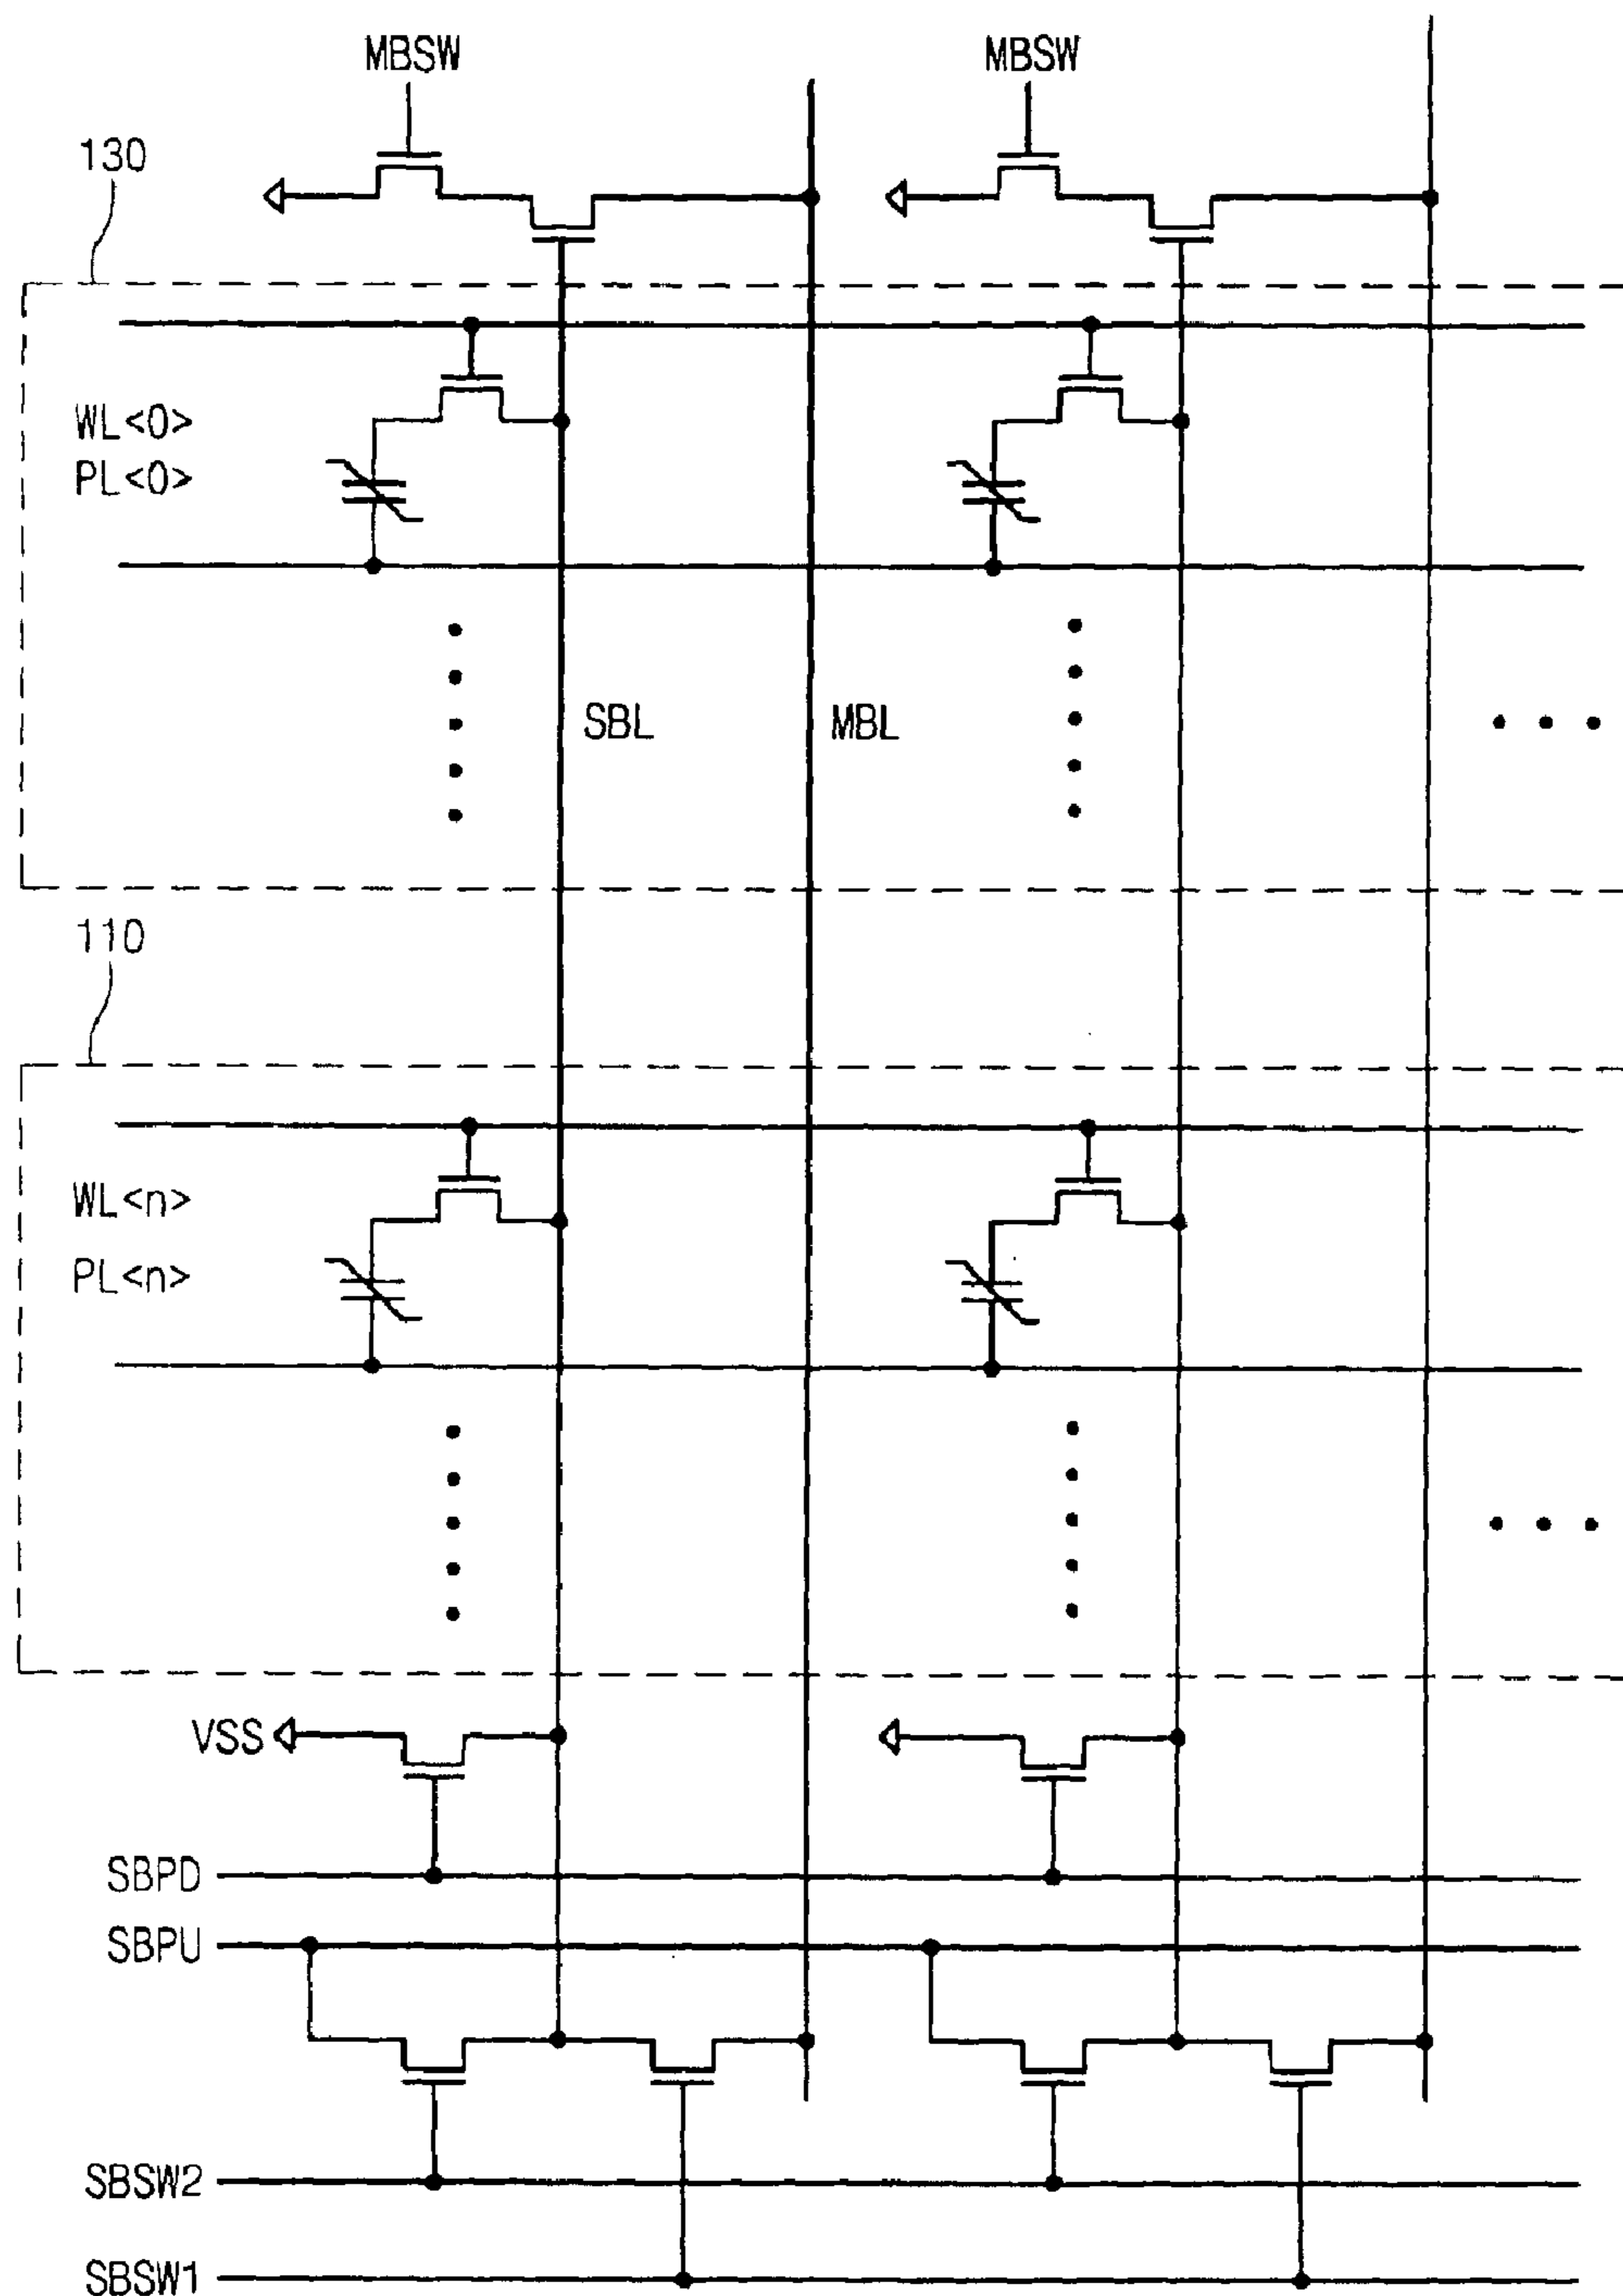 MBSW MBSW
130
WL<0>
PL<0>
SBL MBL
110
WL<n>
PL<n>
VSS
SBPD
SBPU
SBSW2
SBSW1